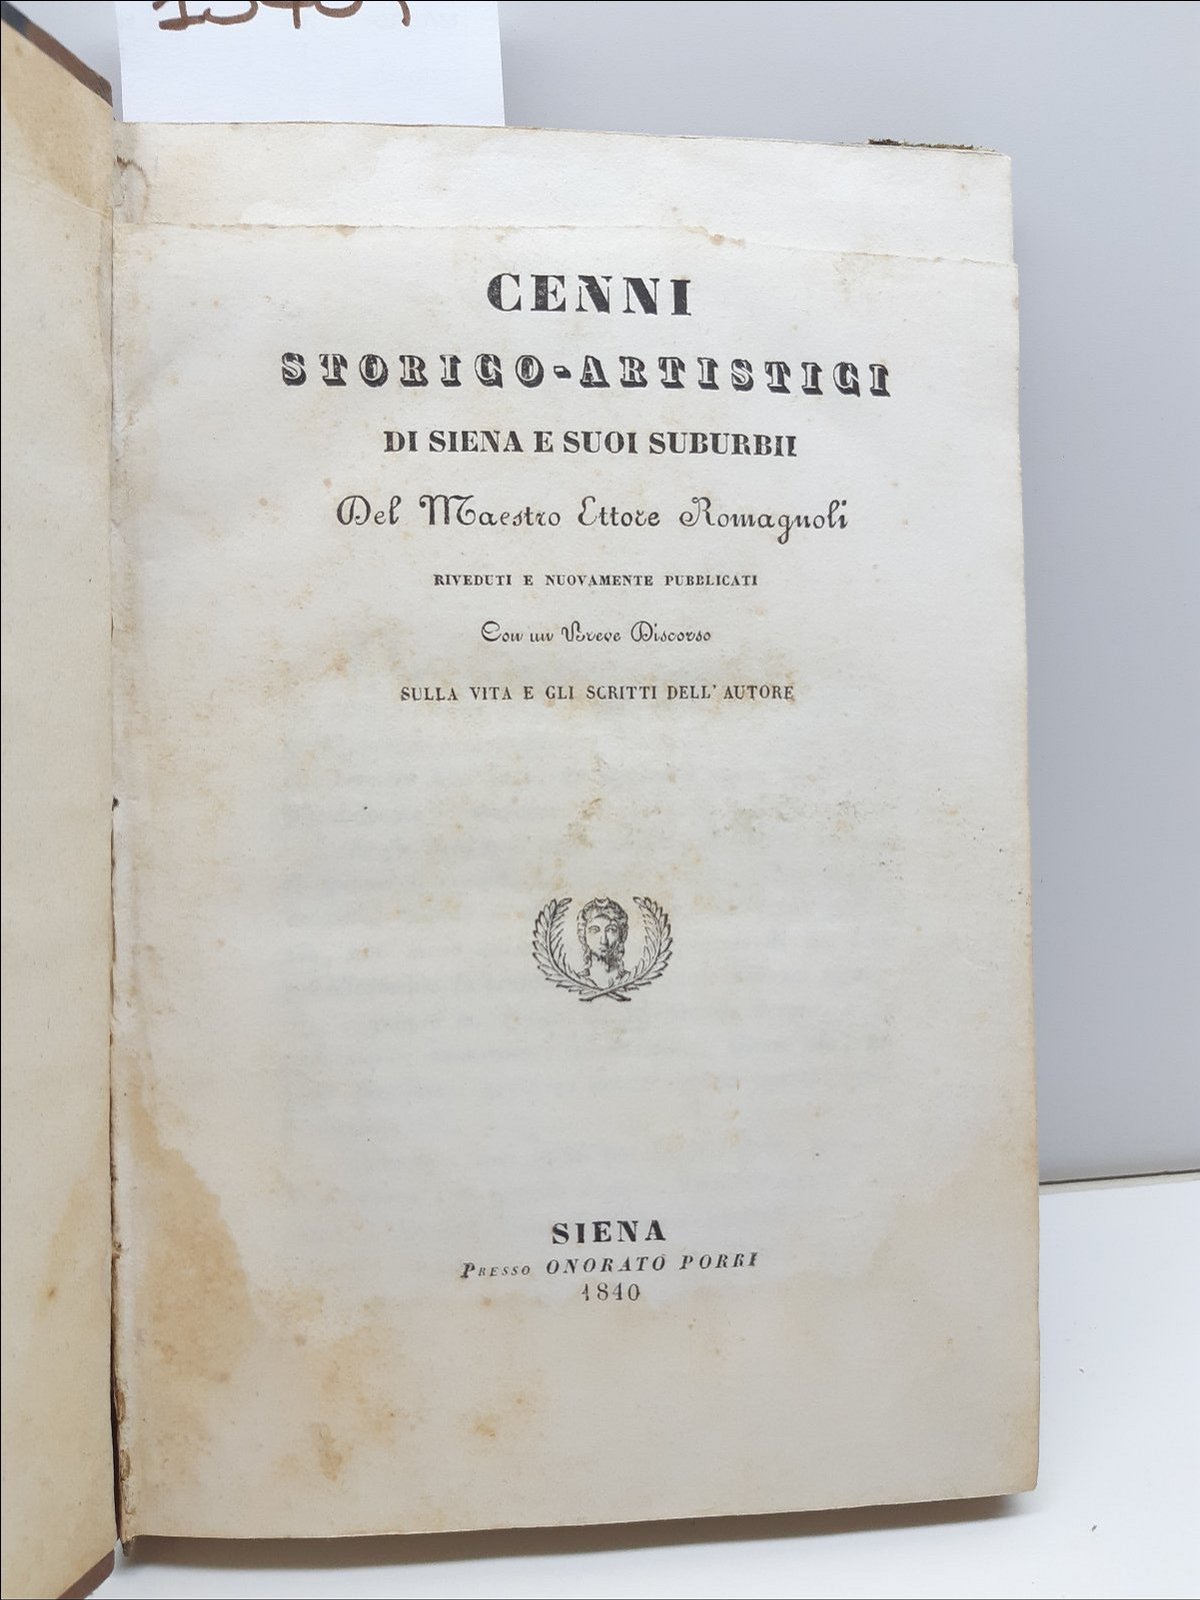 CENNI
STORICO-ARTISTICI
DI SIENA E SUOI SUBURBII
Del Maestro Ettore Romagnoli
RIVEDUTI E NUOVAMENTE PUBBLICATI
Con un Breve Discorso
SULLA VITA E GLI SCRITTI DELL' AUTORE
SIENA
PRESSO ONORATO PORRI
1840